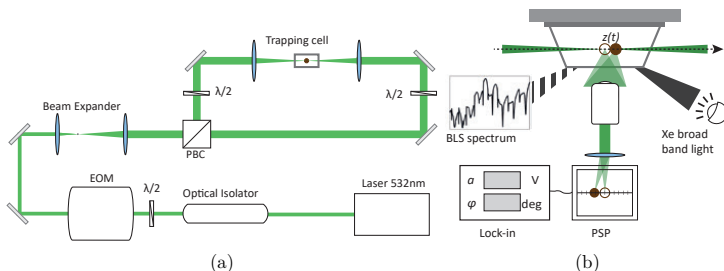 Trapping cell
λ/2
λ/2
Beam Expander
PBC
EOM
λ/2
Optical Isolator
Laser 532nm
(a)
z(t)
BLS spectrum
Xe broad
band light
a
V
φ
deg
Lock-in
PSP
(b)